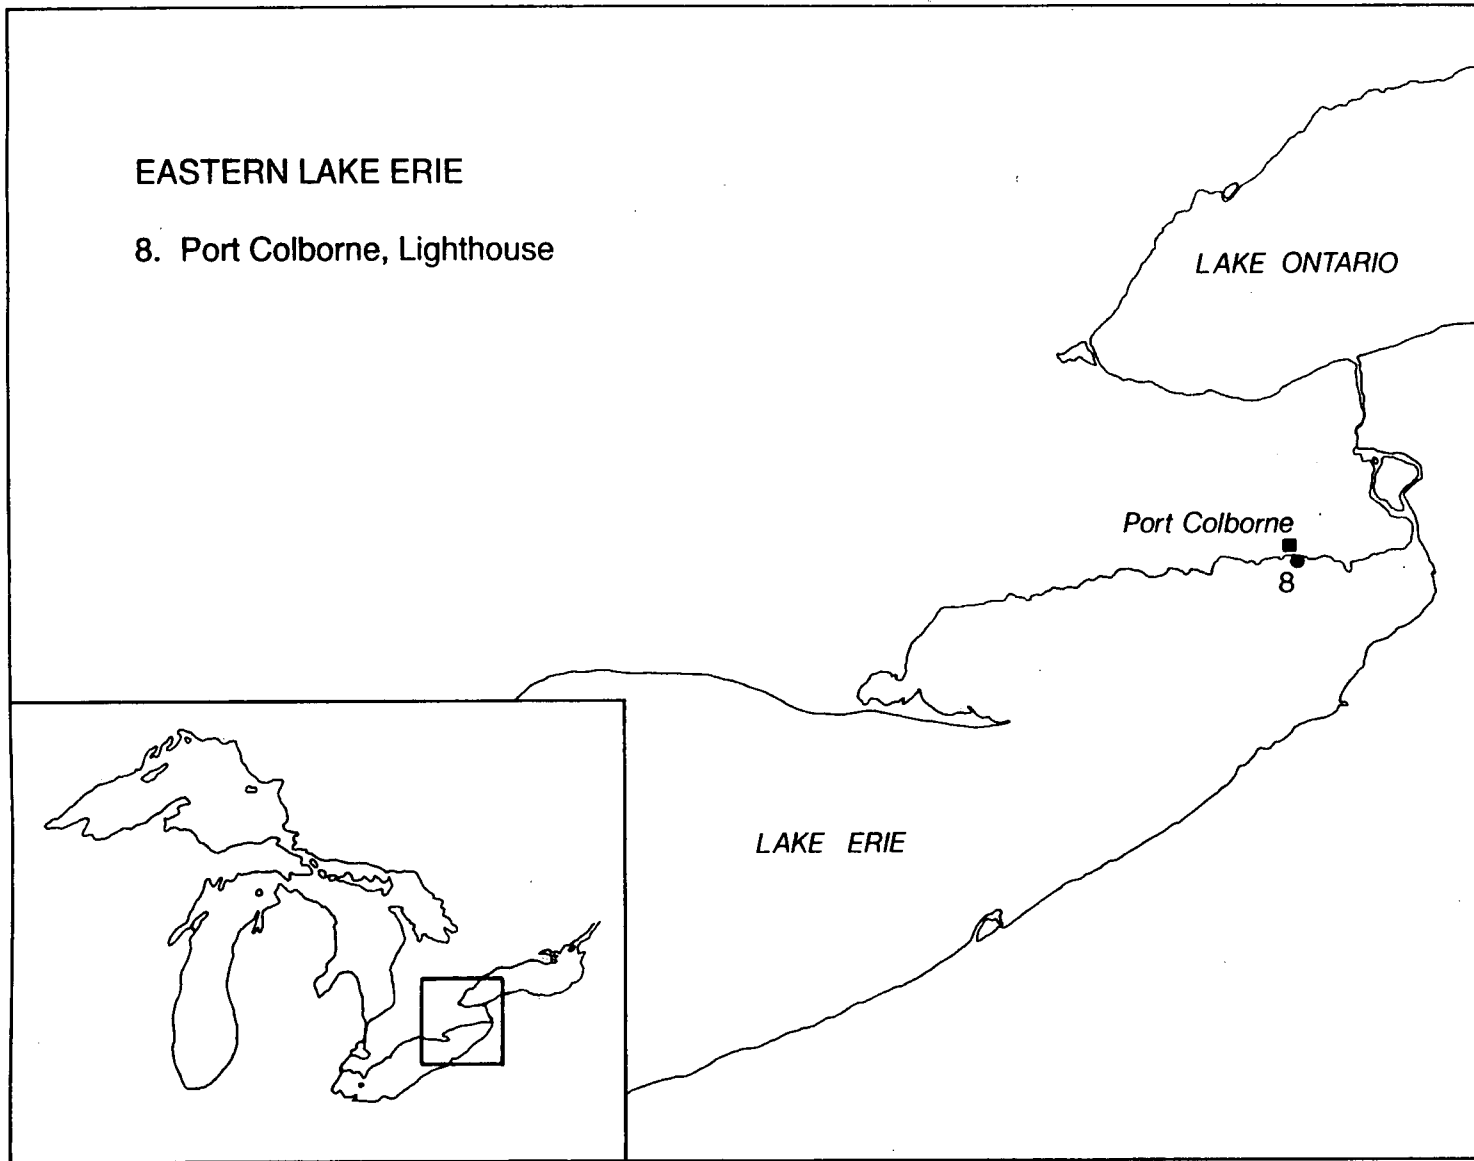 EASTERN LAKE ERIE
8. Port Colborne, Lighthouse
LAKE ONTARIO
Port Colborne
8
LAKE ERIE